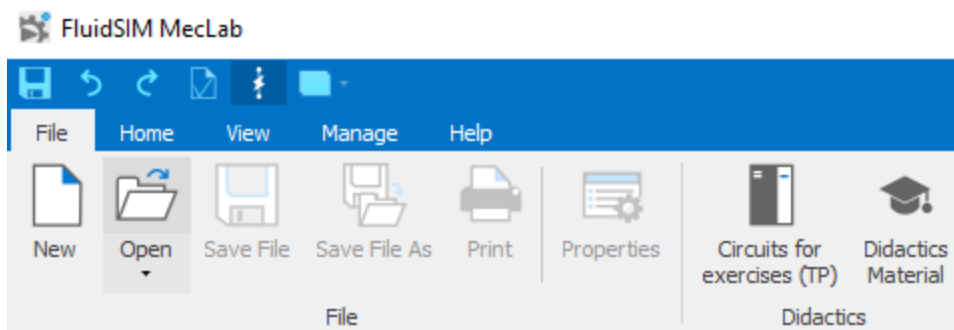 FluidSIM MecLab
File Home View Manage Help
New Open Save File Save File As Print Properties Circuits for Didactics
exercises (TP) Material
File Didactics